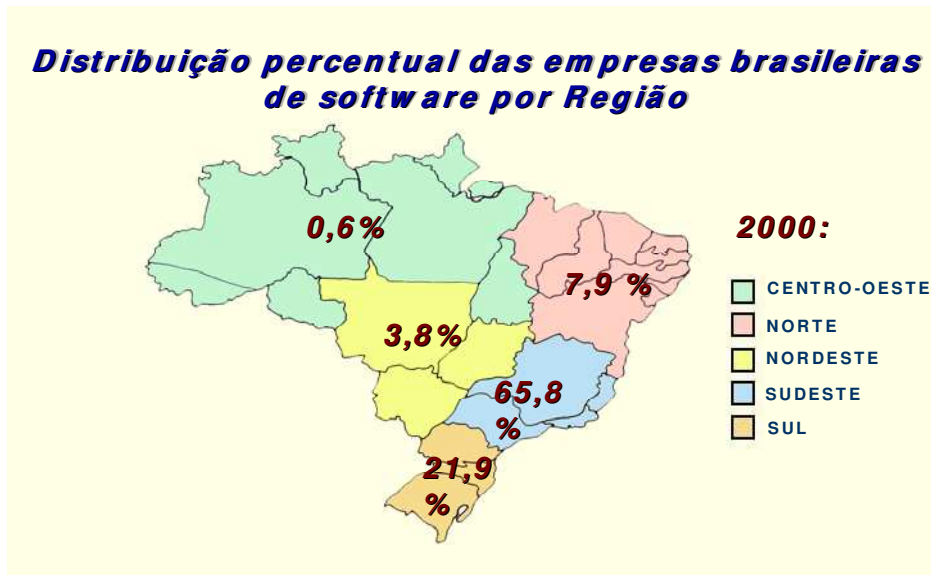 Distribuição percentual das empresas brasileiras
de software por Região
0,6%
2000:
7,9 %
CENTRO-OESTE
NORTE
3,8%
NORDESTE
65,8
%
SUDESTE
SUL
21,9
%